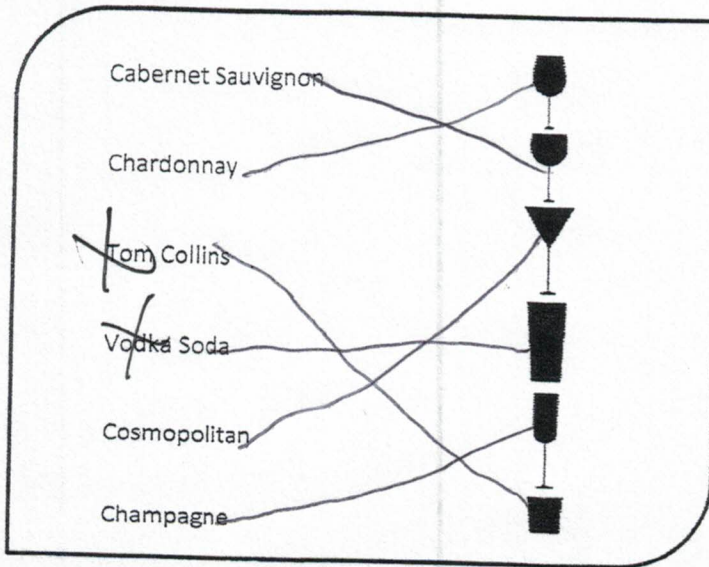 Cabernet Sauvignon
Chardonnay
Tom Collins
Vodka Soda
Cosmopolitan
Champagne